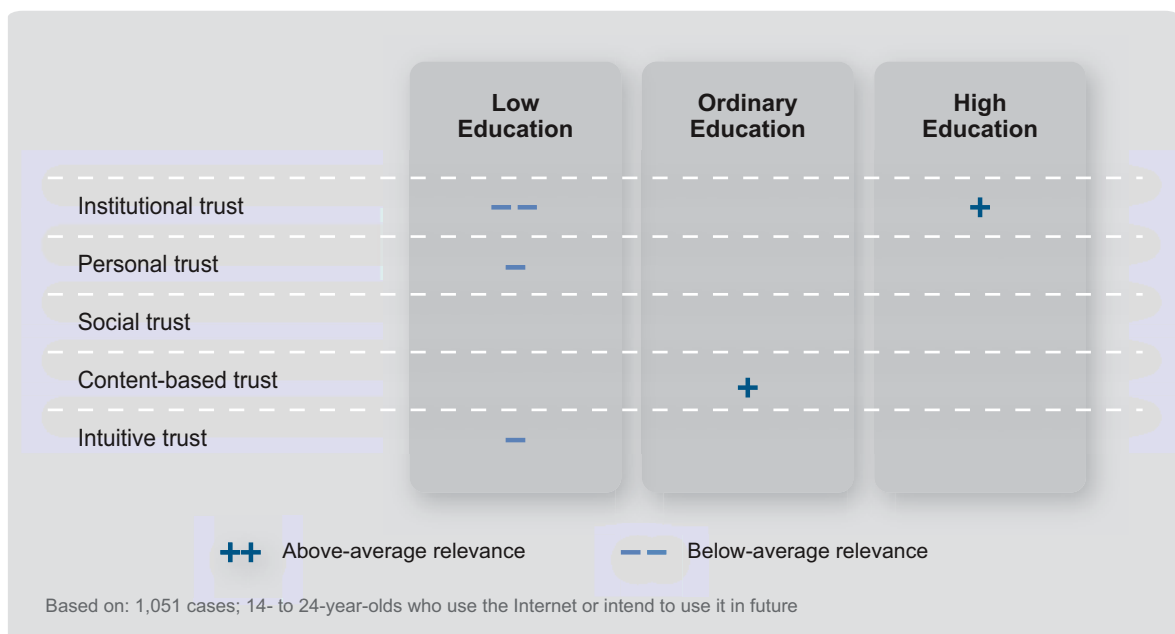 Low Education
Ordinary Education
High Education
Institutional trust – – +
Personal trust –
Social trust
Content-based trust +
Intuitive trust –
++ Above-average relevance – – Below-average relevance
Based on: 1,051 cases; 14- to 24-year-olds who use the Internet or intend to use it in future